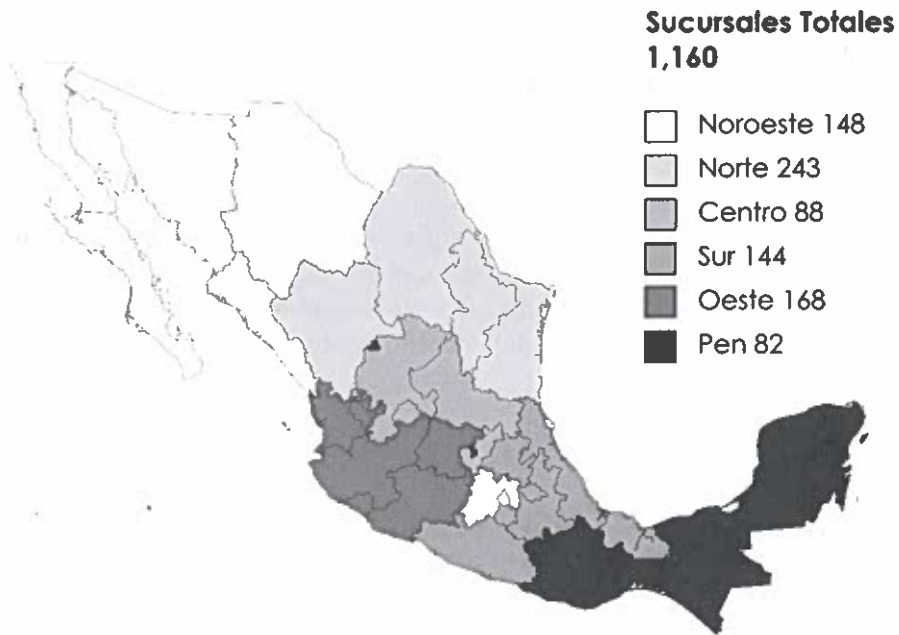 Sucursales Totales
1,160
Noroeste 148
Norte 243
Centro 88
Sur 144
Oeste 168
Pen 82